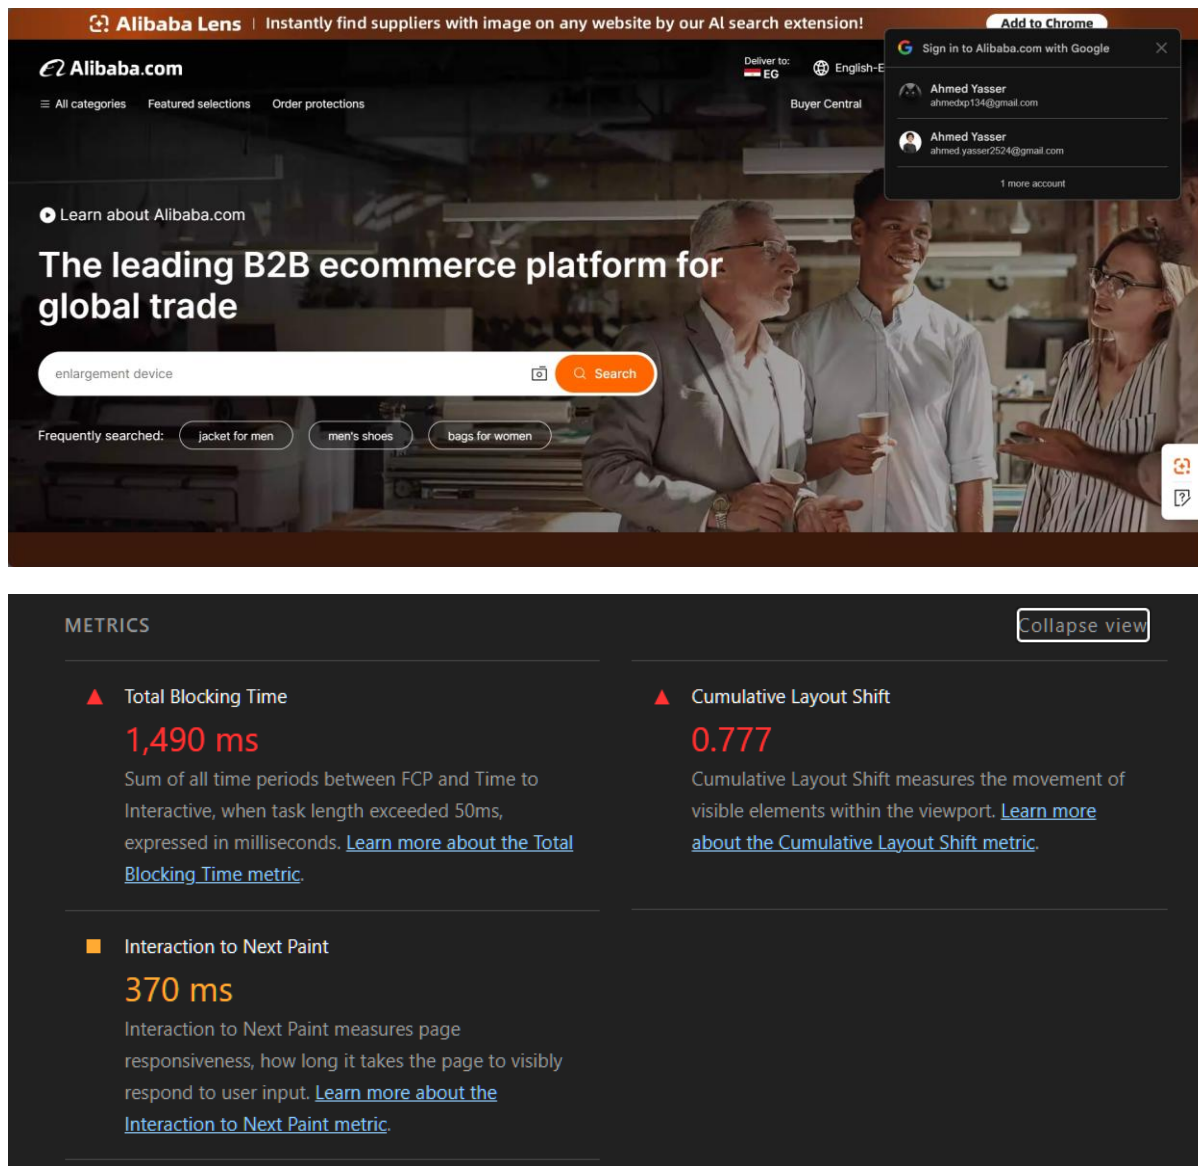 Alibaba Lens | Instantly find suppliers with image on any website by our AI search extension!
Add to Chrome
Alibaba.com
Deliver to:
EG
English-E
Sign in to Alibaba.com with Google
Ahmed Yasser
ahmedxp134@gmail.com
Ahmed Yasser
ahmed.yasser2524@gmail.com
1 more account
All categories
Featured selections
Order protections
Buyer Central
Learn about Alibaba.com
The leading B2B ecommerce platform for
global trade
enlargement device
Search
Frequently searched:
jacket for men
men's shoes
bags for women
METRICS
Collapse view
Total Blocking Time
1,490 ms
Sum of all time periods between FCP and Time to
Interactive, when task length exceeded 50ms,
expressed in milliseconds. Learn more about the Total
Blocking Time metric.
Cumulative Layout Shift
0.777
Cumulative Layout Shift measures the movement of
visible elements within the viewport. Learn more
about the Cumulative Layout Shift metric.
Interaction to Next Paint
370 ms
Interaction to Next Paint measures page
responsiveness, how long it takes the page to visibly
respond to user input. Learn more about the
Interaction to Next Paint metric.